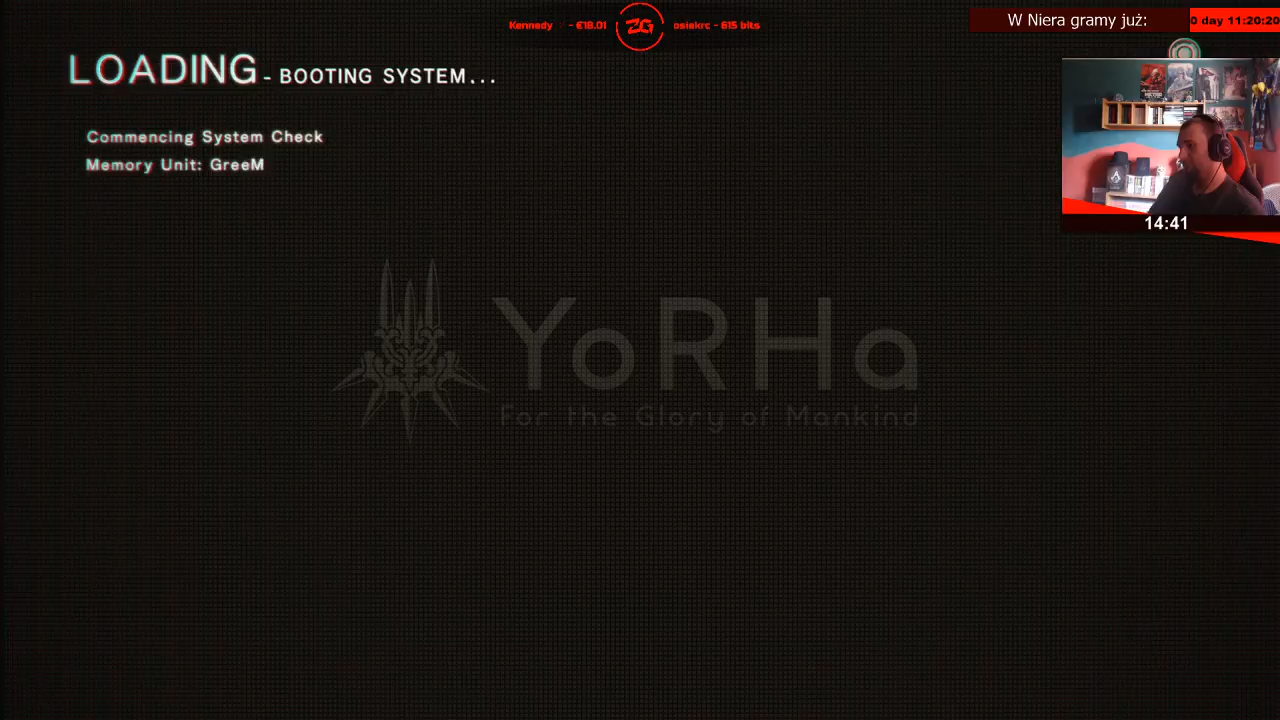 Kennedy - €18.01
ZG
osiakrc - 615 bits
W Niera gramy już:
0 day 11:20:20
LOADING - BOOTING SYSTEM...
Commencing System Check
Memory Unit: GreeM
14:41
YoRHa
For the Glory of Mankind